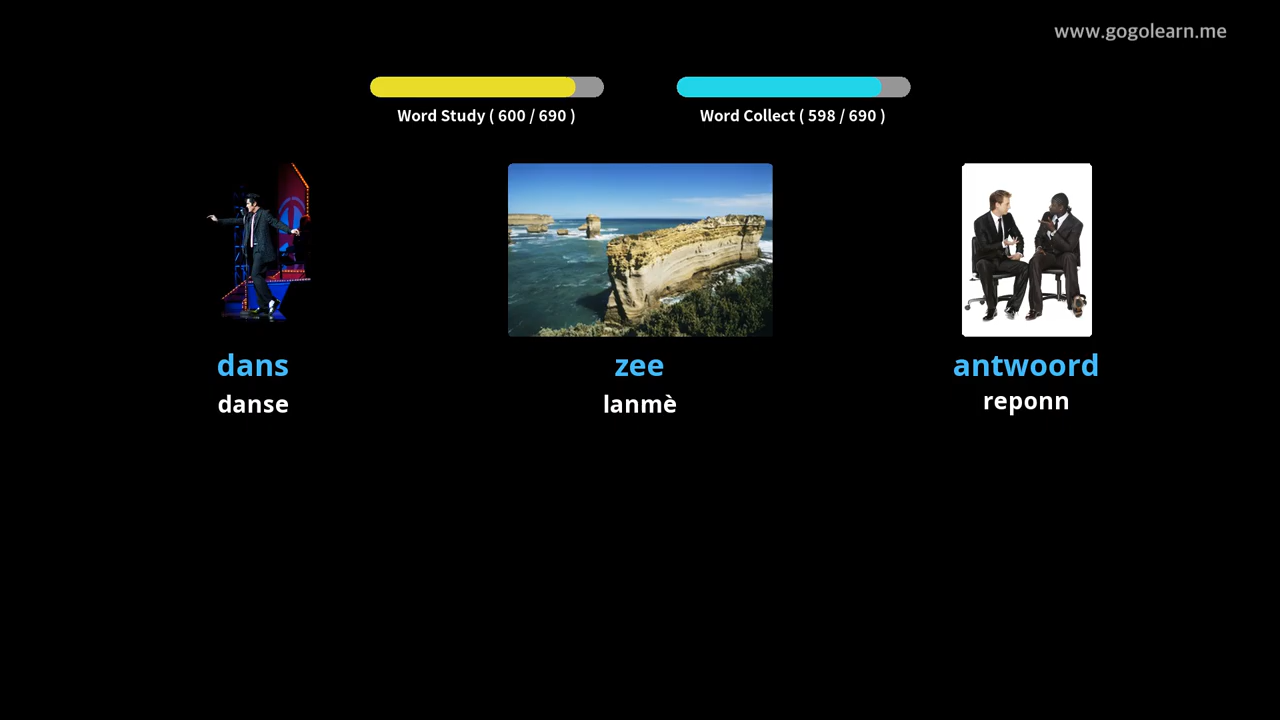 www.gogolearn.me
Word Study ( 600 / 690 )
Word Collect ( 598 / 690 )
dans
danse
zee
lanmè
antwoord
reponn